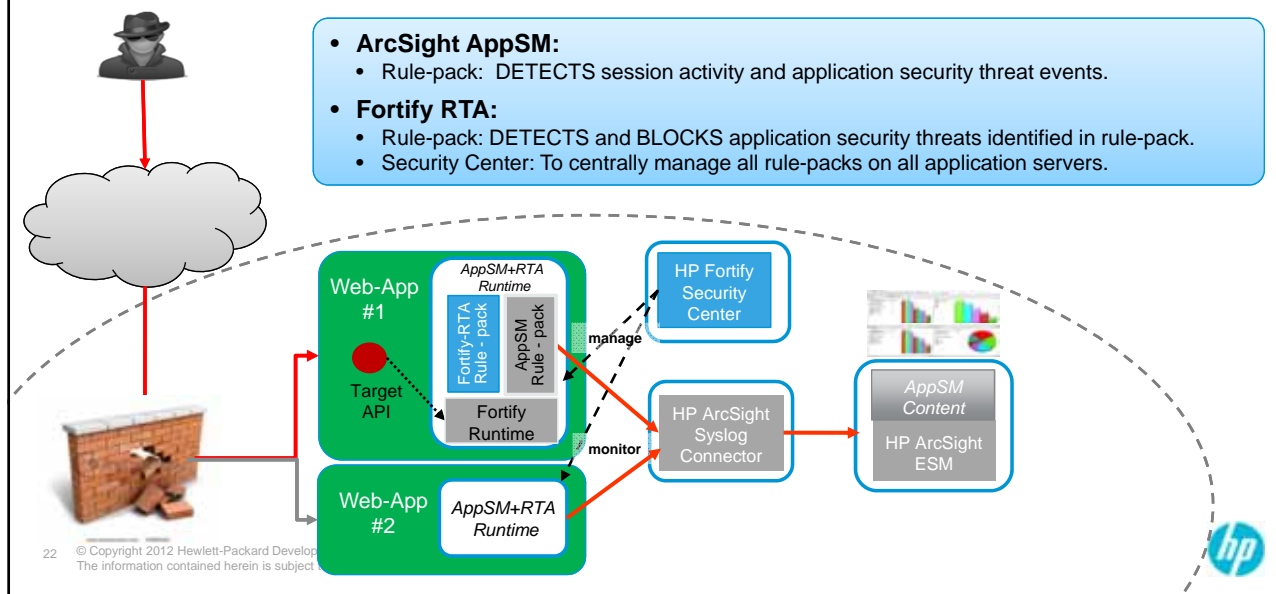 • ArcSight AppSM:
• Rule-pack: DETECTS session activity and application security threat events.
• Fortify RTA:
• Rule-pack: DETECTS and BLOCKS application security threats identified in rule-pack.
• Security Center: To centrally manage all rule-packs on all application servers.
Web-App
#1
Target
API
AppSM+RTA
Runtime
Fortify-RTA
Rule - pack
AppSM
Rule - pack
Fortify
Runtime
manage
monitor
HP Fortify
Security
Center
HP ArcSight
Syslog
Connector
AppSM
Content
HP ArcSight
ESM
Web-App
#2
AppSM+RTA
Runtime
22
© Copyright 2012 Hewlett-Packard Develop
The information contained herein is subject
hp